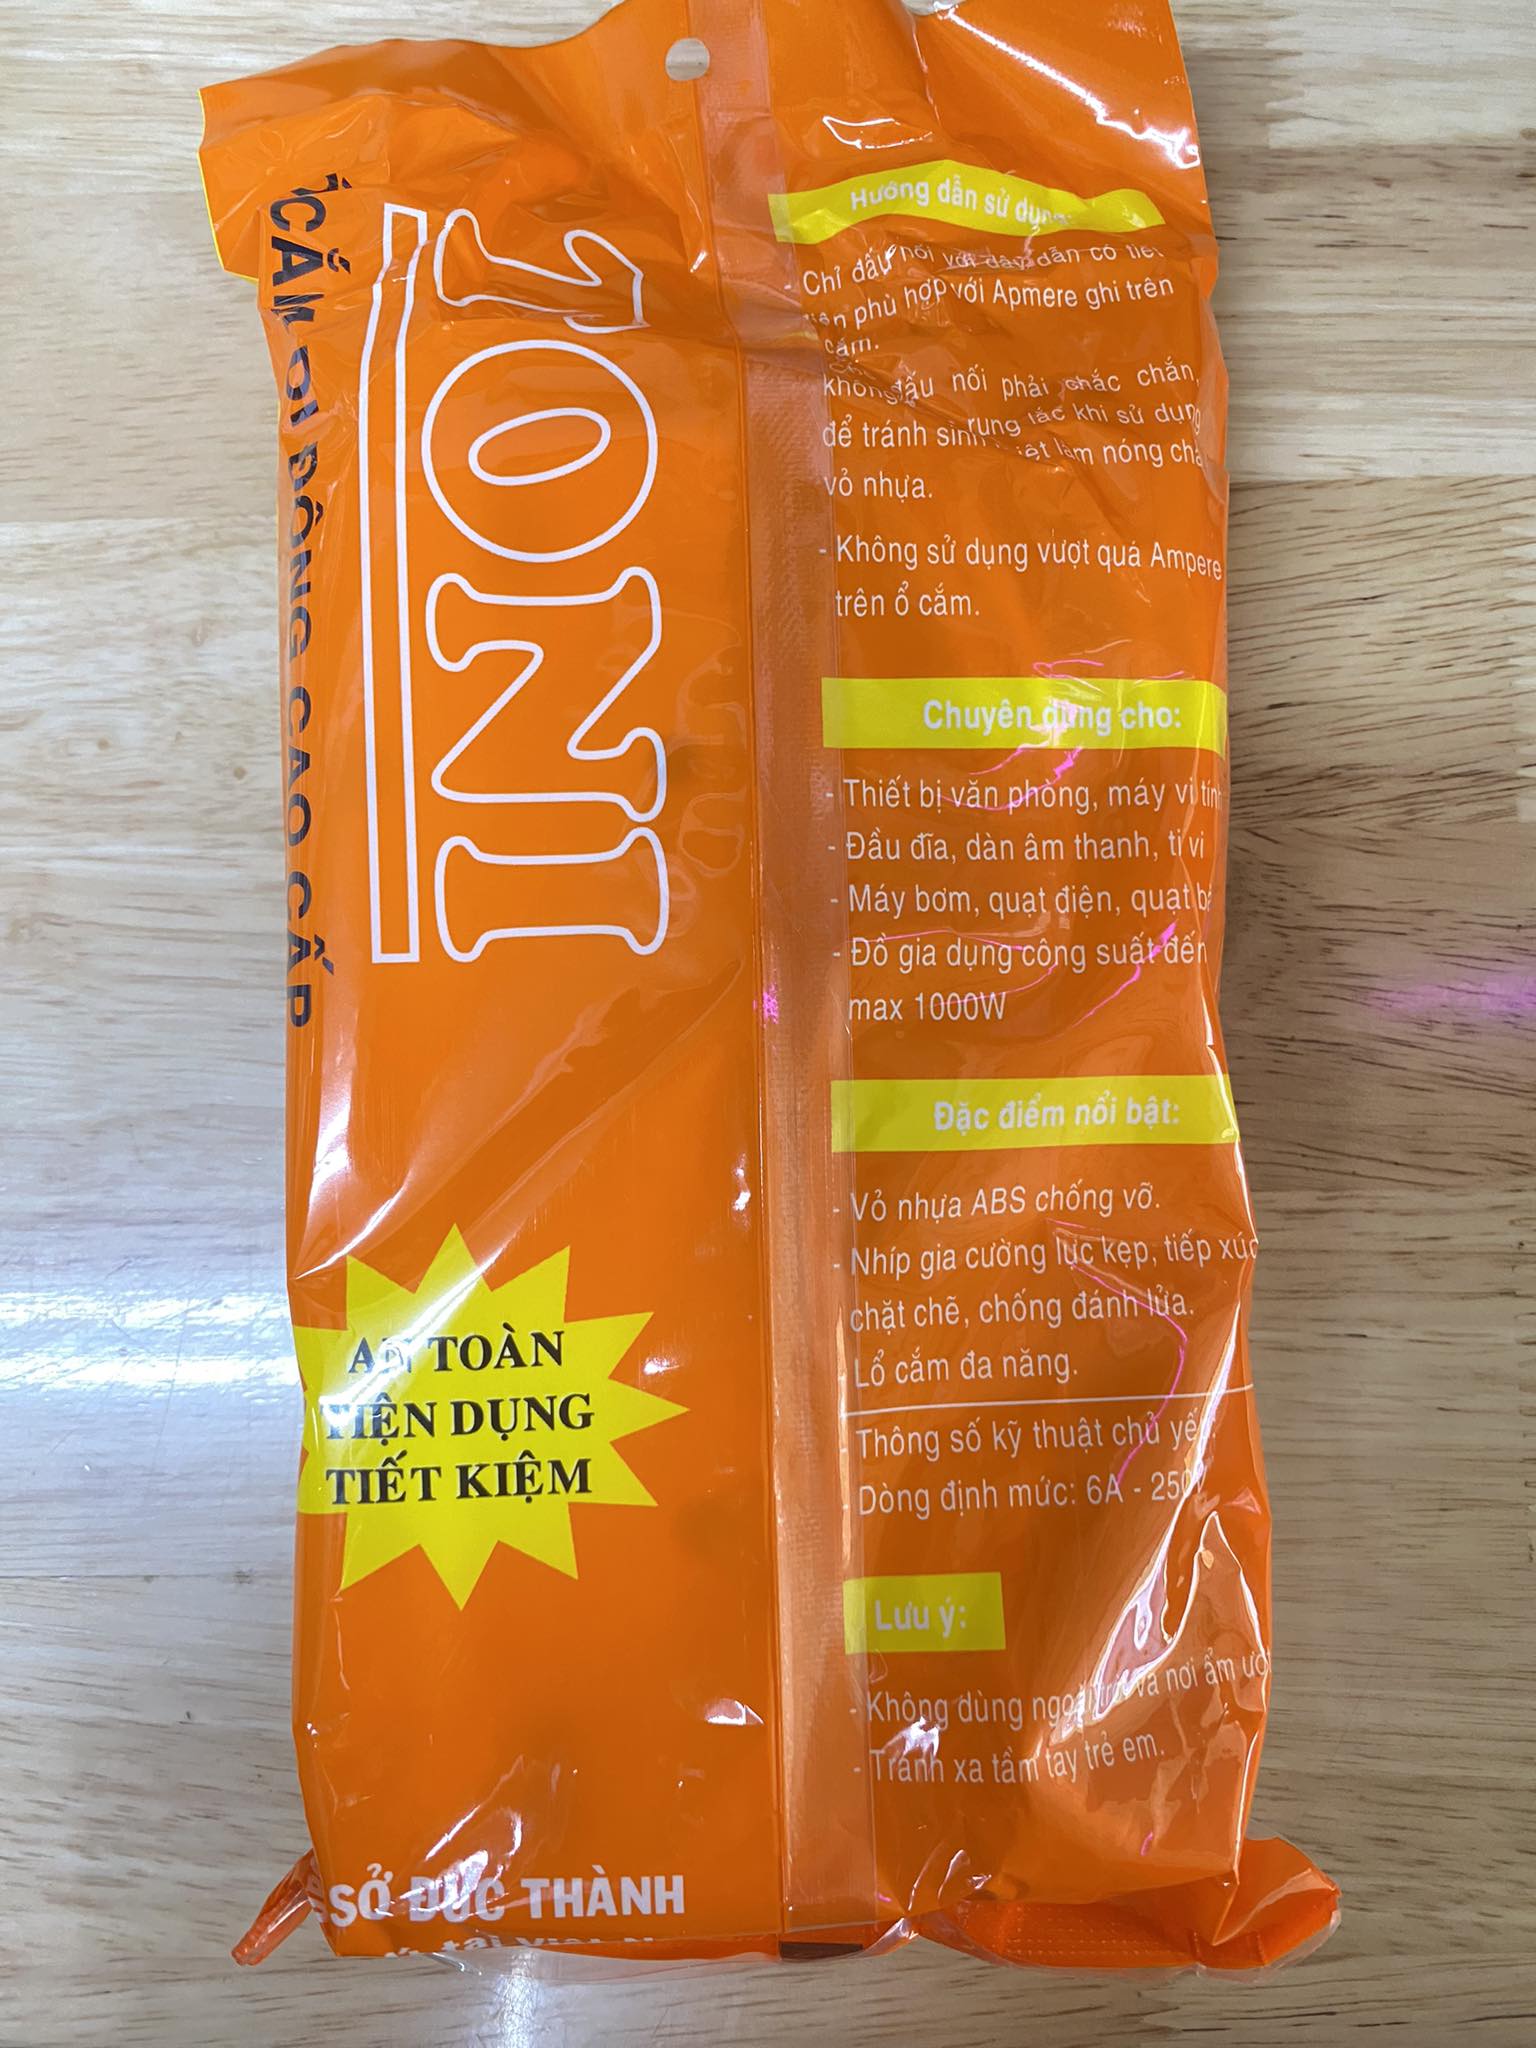 CẮM DI ĐỘNG CAO CẤP
AN TOÀN
TIỆN DỤNG
TIẾT KIỆM
SỞ ĐỨC THÀNH
Hướng dẫn sử dụng:
- Chỉ đấu nối với dây dẫn có tiết
phù hợp với Apmere ghi trên
cắm.
đấu nối phải chắc chắn,
không rung lắc khi sử dụng
để tránh sinh nhiệt làm nóng
vỏ nhựa.
- Không sử dụng vượt quá Ampere
trên ổ cắm.
Chuyên dụng cho:
- Thiết bị văn phòng, máy vi tính
- Đầu đĩa, dàn âm thanh, ti vi
- Máy bơm, quạt điện, quạt
- Đồ gia dụng công suất đến
max 1000W
Đặc điểm nổi bật:
- Vỏ nhựa ABS chống vỡ.
- Nhíp gia cường lực kẹp, tiếp xúc
chặt chẽ, chống đánh lửa.
Lổ cắm đa năng.
Thông số kỹ thuật chủ yếu:
Dòng định mức: 6A - 250V
Lưu ý:
- Không dùng ngoài trời và nơi ẩm ướt
- Tránh xa tầm tay trẻ em.